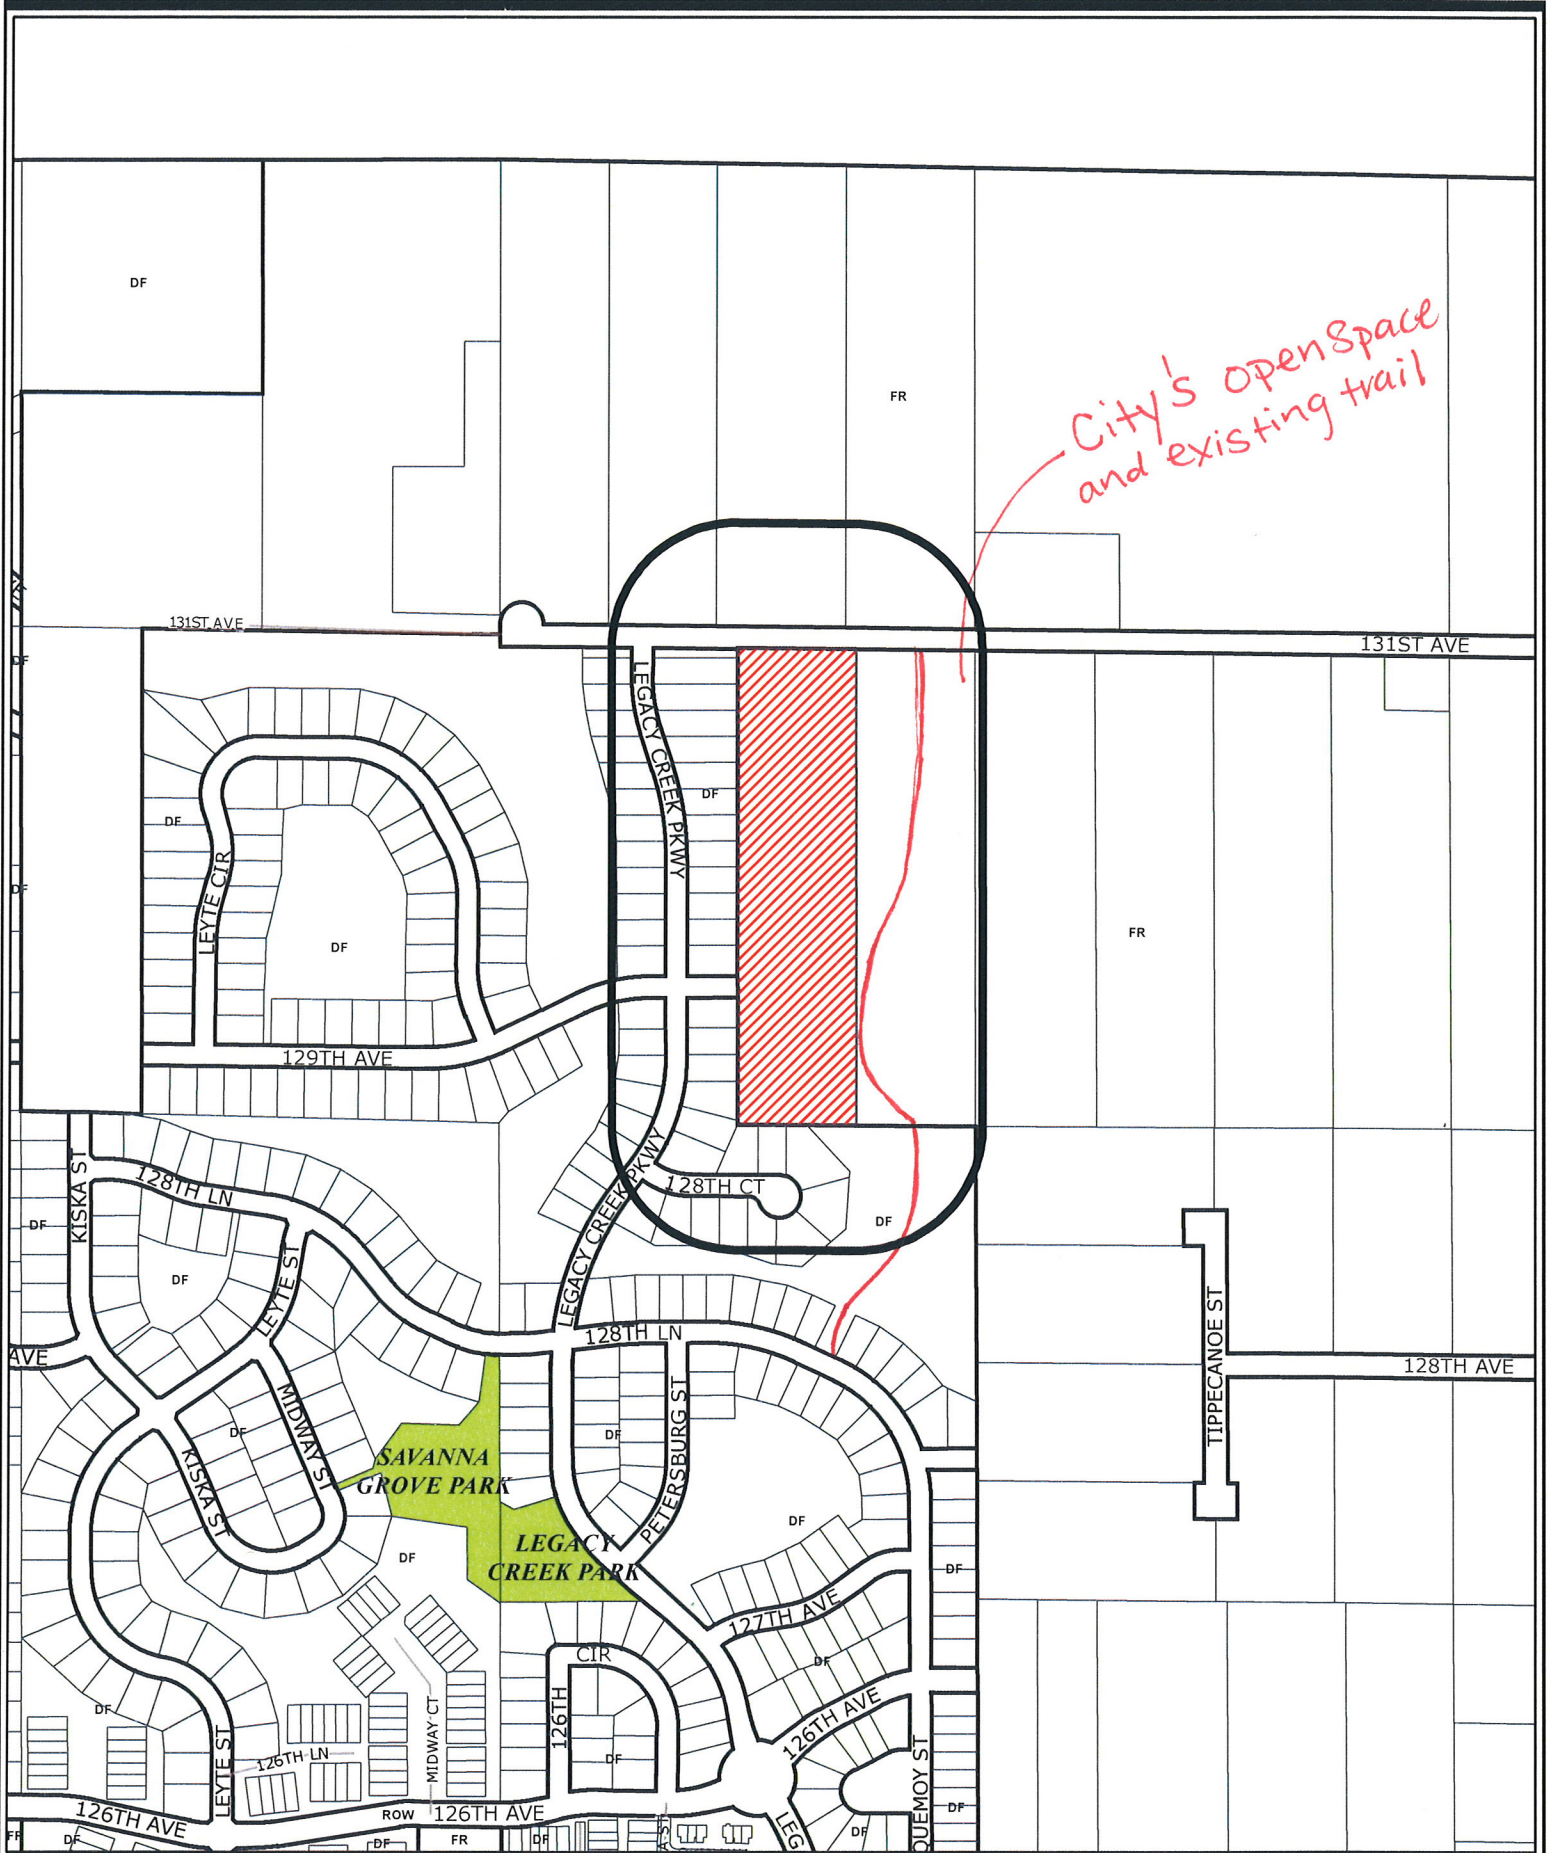 DF
FR
City's openSpace
and existing trail
131ST AVE
131ST AVE
DF
LEGACY CREEK PKWY
DF
DF
LEYTE CIR
DF
DF
FR
129TH AVE
LEGACY CREEK PKWY
128TH CT
KISKA ST
128TH LN
DF
DF
DF
LEYTE ST
128TH LN
TIPPECANOE ST
AVE
128TH AVE
MIDWAY ST
DF
PETERSBURG ST
DF
KISKA ST
SAVANNA
GROVE PARK
LEGACY
CREEK PARK
DF
DF
DF
127TH AVE
CIR
DF
126TH
126TH AVE
DF
MIDWAY CT
LEYTE ST
126TH LN
DF
QUEMOY ST
DF
126TH AVE
ROW
126TH AVE
LEG
DF
DF
DF
FR
DF